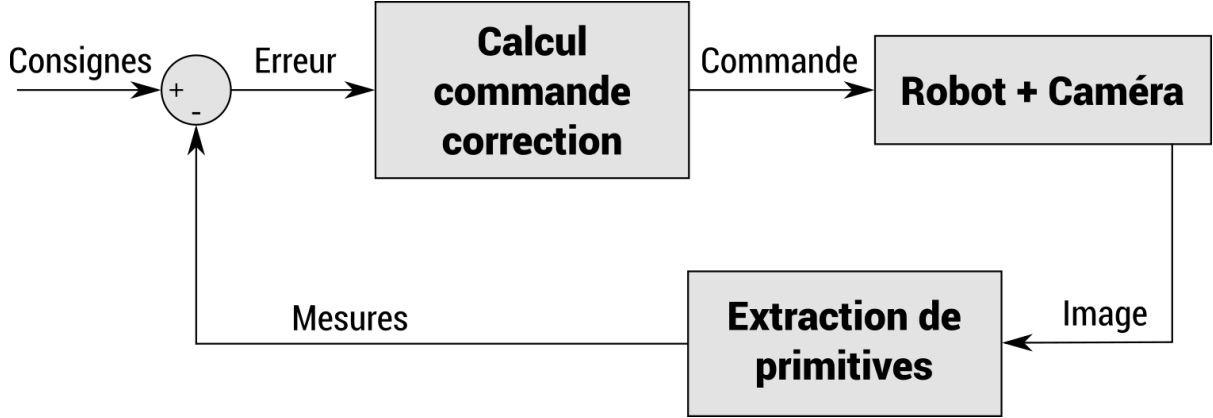 Consignes
+
-
Erreur
Calcul
commande
correction
Commande
Robot + Caméra
Image
Extraction de
primitives
Mesures